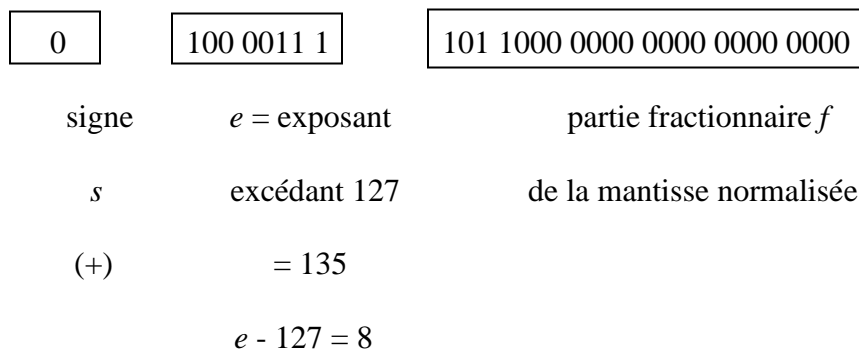 0 100 0011 1 101 1000 0000 0000 0000 0000
signe e = exposant partie fractionnaire f
s excédant 127 de la mantisse normalisée
(+) = 135
e - 127 = 8